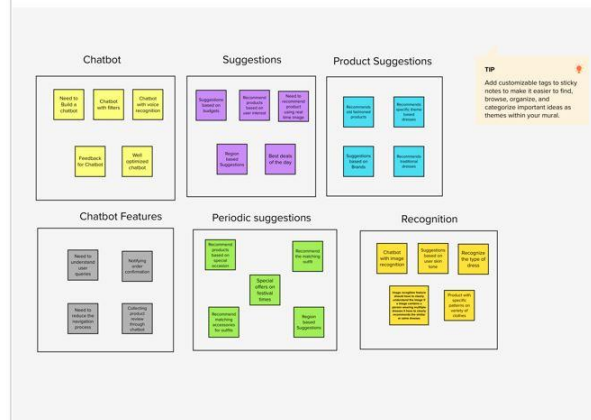 Chatbot
Need to
Build a
chatbot
Chatbot
with filters
Chatbot
with voice
recognition
Feedback
for Chatbot
Well
optimized
chatbot
Suggestions
Suggestions
based on
budgets
Recommend
products
based on
user interest
Need to
recommend
product
using real
time image
Region
based
Suggestions
Best deals
of the day
Product Suggestions
Recommends
old fashioned
products
Recommends
specific
based
dresses
Suggestions
based on
Brands
Recommends
traditional
dresses
TIP
Add customizable tags to sticky
notes to make it easier to find,
browse, organize, and
categorize important ideas as
themes within your mural.
Chatbot Features
Need to
understand
user
queries
Notifying
order
confirmation
Need to
reduce the
navigation
process
Collecting
product
review
through
chatbot
Periodic suggestions
Recommend
products
based on
special
occasion
Recommend
the matching
outfit
Special
offers on
festival
times
Recommend
matching
accessories
for outfits
Region
based
Suggestions
Recognition
Chatbot
with image
recognition
Suggestions
based on
user skin
tone
Recognize
the type of
dress
Product with
specific
patterns on
variety of
clothes